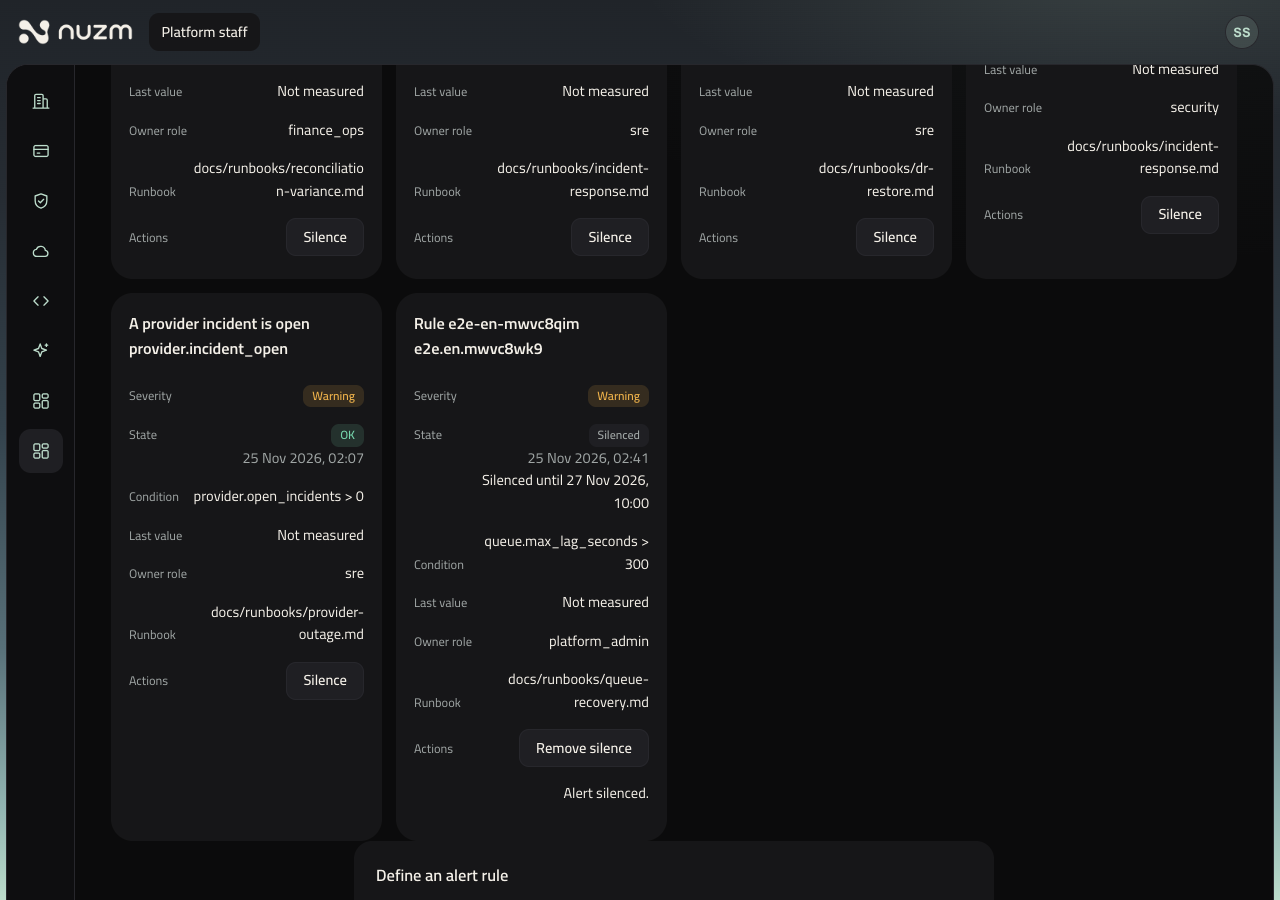 nuzm
Platform staff
SS
Last value
Not measured
Owner role
finance_ops
docs/runbooks/reconciliatio
Runbook
n-variance.md
Actions
Silence
Last value
Not measured
Owner role
sre
docs/runbooks/incident-
Runbook
response.md
Actions
Silence
Last value
Not measured
Owner role
sre
docs/runbooks/dr-
Runbook
restore.md
Actions
Silence
Last value
Not measured
Owner role
security
docs/runbooks/incident-
Runbook
response.md
Actions
Silence
A provider incident is open
provider.incident_open
Severity
Warning
State
OK
25 Nov 2026, 02:07
Condition
provider.open_incidents > 0
Last value
Not measured
Owner role
sre
docs/runbooks/provider-
Runbook
outage.md
Actions
Silence
Rule e2e-en-mwvc8qim
e2e.en.mwvc8wk9
Severity
Warning
State
Silenced
25 Nov 2026, 02:41
Silenced until 27 Nov 2026,
10:00
queue.max_lag_seconds >
Condition
300
Last value
Not measured
Owner role
platform_admin
docs/runbooks/queue-
Runbook
recovery.md
Actions
Remove silence
Alert silenced.
Define an alert rule